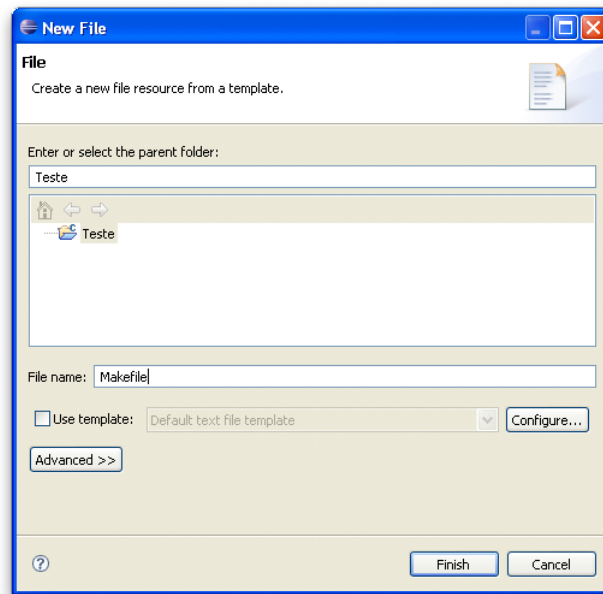 New File
File
Create a new file resource from a template.
Enter or select the parent folder:
Teste
Teste
File name: Makefile
Use template: Default text file template Configure...
Advanced >>
Finish Cancel